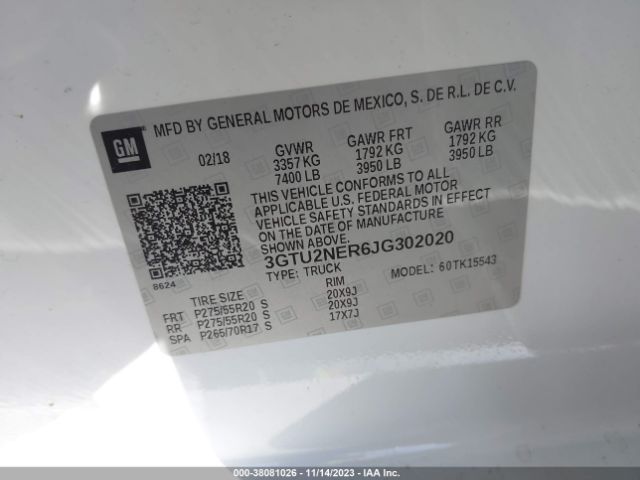 GM
MFD BY GENERAL MOTORS DE MEXICO, S. DE R.L. DE C.V.
02/18 GVWR GAWR FRT GAWR RR
3357 KG 1792 KG 1792 KG
7400 LB 3950 LB 3950 LB
THIS VEHICLE CONFORMS TO ALL
APPLICABLE U.S. FEDERAL MOTOR
VEHICLE SAFETY STANDARDS IN EFFECT
ON THE DATE OF MANUFACTURE
SHOWN ABOVE.
3GTU2NER6JG302020
8624
TYPE: TRUCK MODEL: 60TK15543
TIRE SIZE RIM
FRT P275/55R20 S 20X9J
RR P275/55R20 S 20X9J
SPA P265/70R17 S 17X7J
000-38081026 - 11/14/2023 - IAA Inc.